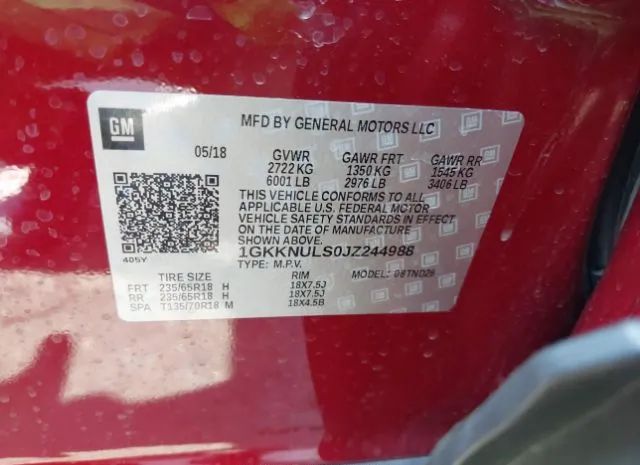 GM
MFD BY GENERAL MOTORS LLC
05/18 GVWR GAWR FRT GAWR RR
2722 KG 1350 KG 1545 KG
6001 LB 2976 LB 3406 LB
THIS VEHICLE CONFORMS TO ALL
APPLICABLE U.S. FEDERAL MOTOR
VEHICLE SAFETY STANDARDS IN EFFECT
ON THE DATE OF MANUFACTURE
SHOWN ABOVE.
1GKKNULS0JZ244988
405Y TYPE: M.P.V. MODEL:
TIRE SIZE RIM
FRT 235/65R18 H 18X7.5J
RR 235/65R18 H 18X7.5J
SPA T135/70R18 M 18X4.5B